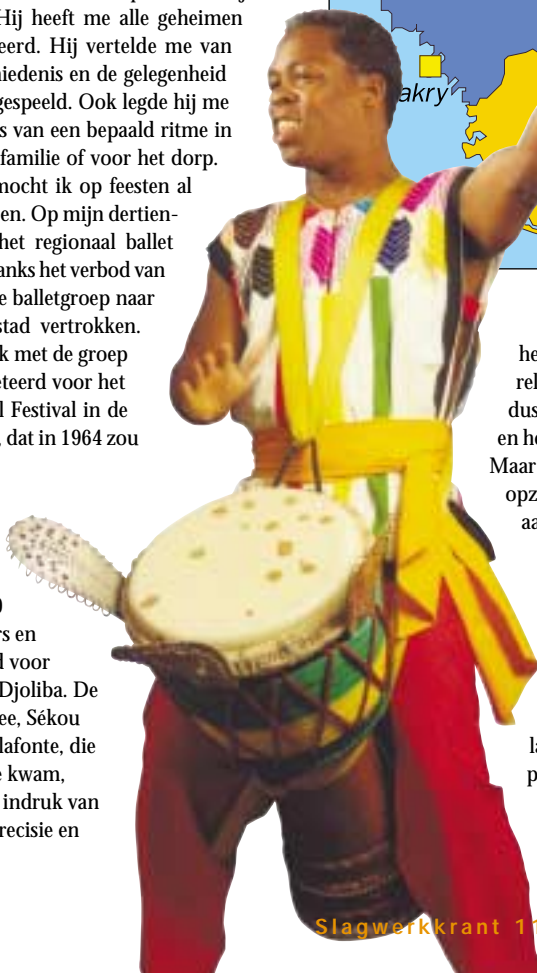 Hij heeft me alle geheimen
eerd. Hij vertelde me van
iedenis en de gelegenheid
gespeeld. Ook legde hij me
s van een bepaald ritme in
familie of voor het dorp.
mocht ik op feesten al
en. Op mijn dertien-
het regionaal ballet
anks het verbod van
e balletgroep naar
stad vertrokken.
k met de groep
eteerd voor het
l Festival in de
, dat in 1964 zou
rs en
d voor
Djoliba. De
ee, Sékou
lafonte, die
e kwam,
indruk van
recisie en
akry
he
rel
dus
en he
Maar
opz
aa
la
p
Slagwerkkrant 11